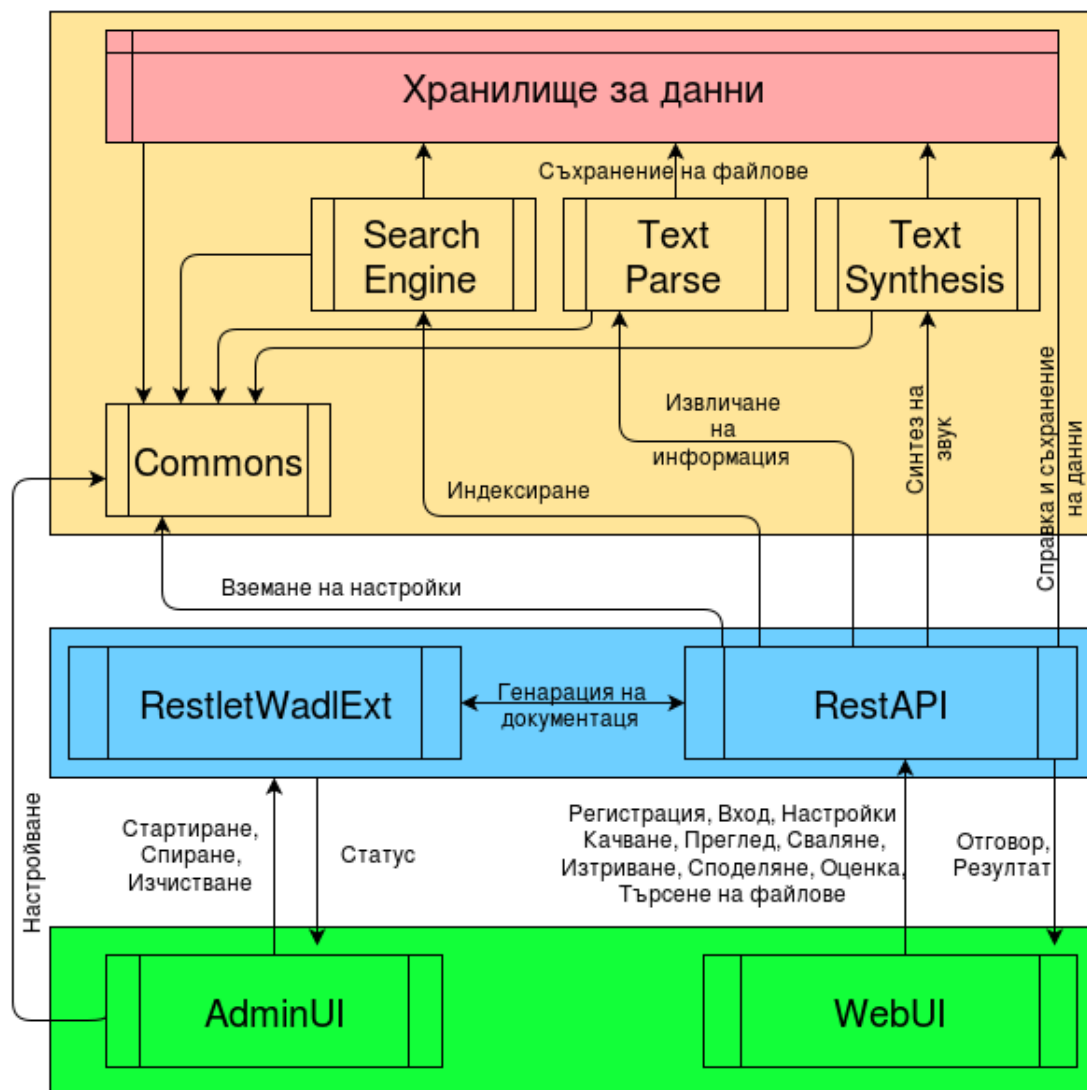 Хранилище за данни
Съхранение на файлове
Search
Engine
Text
Parse
Text
Synthesis
Извличане
на
информация
Синтез на
звук
Справка и съхранение
на данни
Commons
Индексиране
Вземане на настройки
RestletWadlExt
Генарация на
документаця
RestAPI
Настройване
Стартиране,
Спиране,
Изчистване
Статус
Регистрация, Вход, Настройки
Качване, Преглед, Сваляне,
Изтриване, Споделяне, Оценка,
Търсене на файлове
Отговор,
Резултат
AdminUI
WebUI